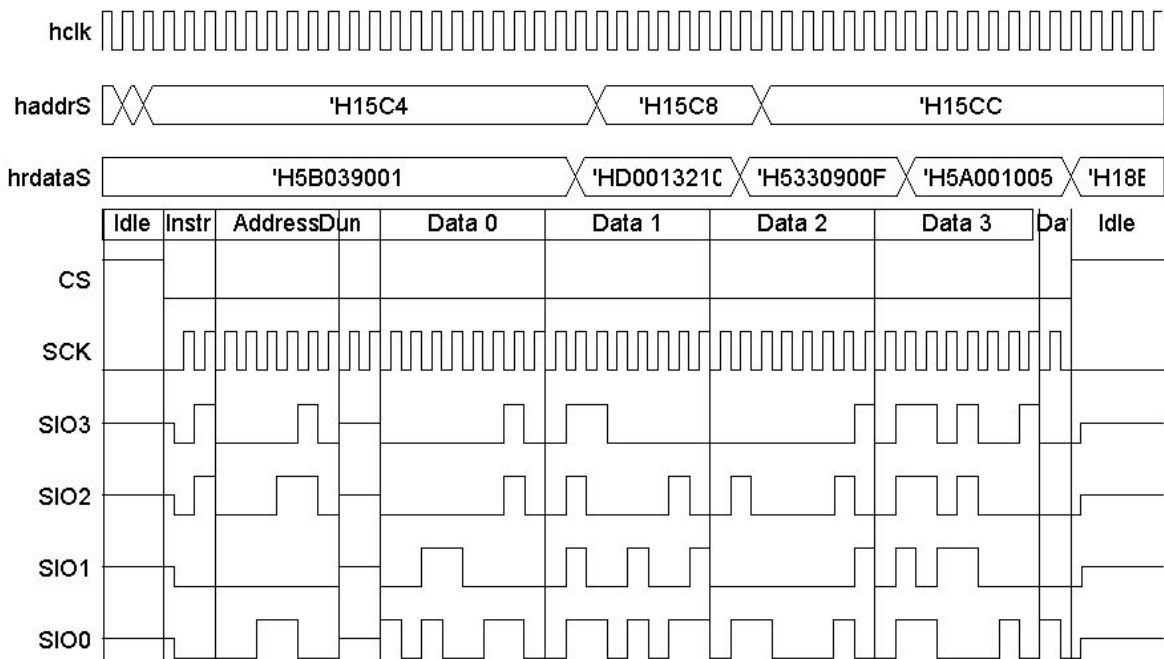 hclk
haddrS 'H15C4 'H15C8 'H15CC
hrdataS 'H5B039001 'HD001321C 'H5330900F 'H5A001005 'H18E
Idle Instr AddressDun Data 0 Data 1 Data 2 Data 3 Da Idle
CS
SCK
SIO3
SIO2
SIO1
SIO0